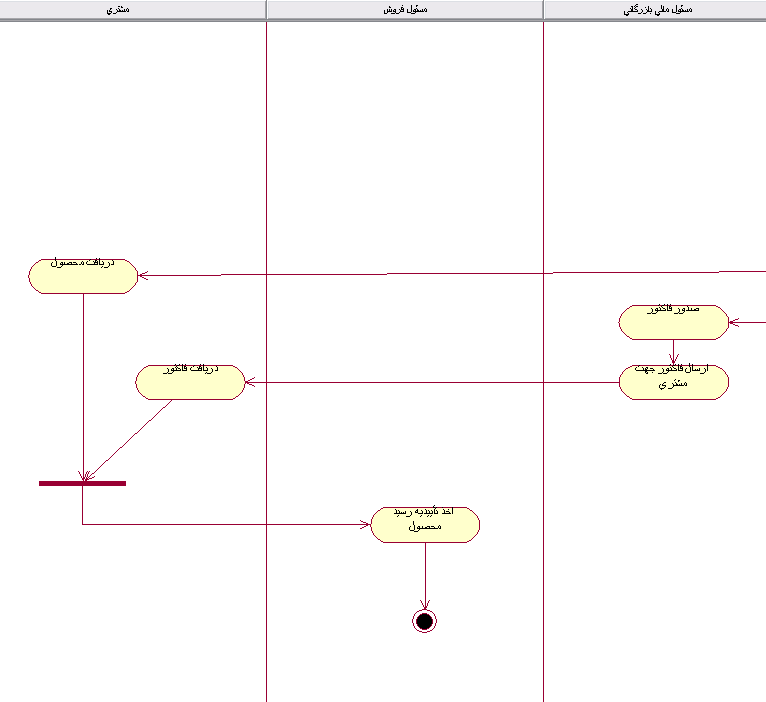 مشتري
مسئول فروش
مسئول مالي بازرگاني
دريافت محصول
صدور فاكتور
دريافت فاكتور
ارسال فاكتور جهت
مشتري
اخذ تأييديه رسيد
محصول